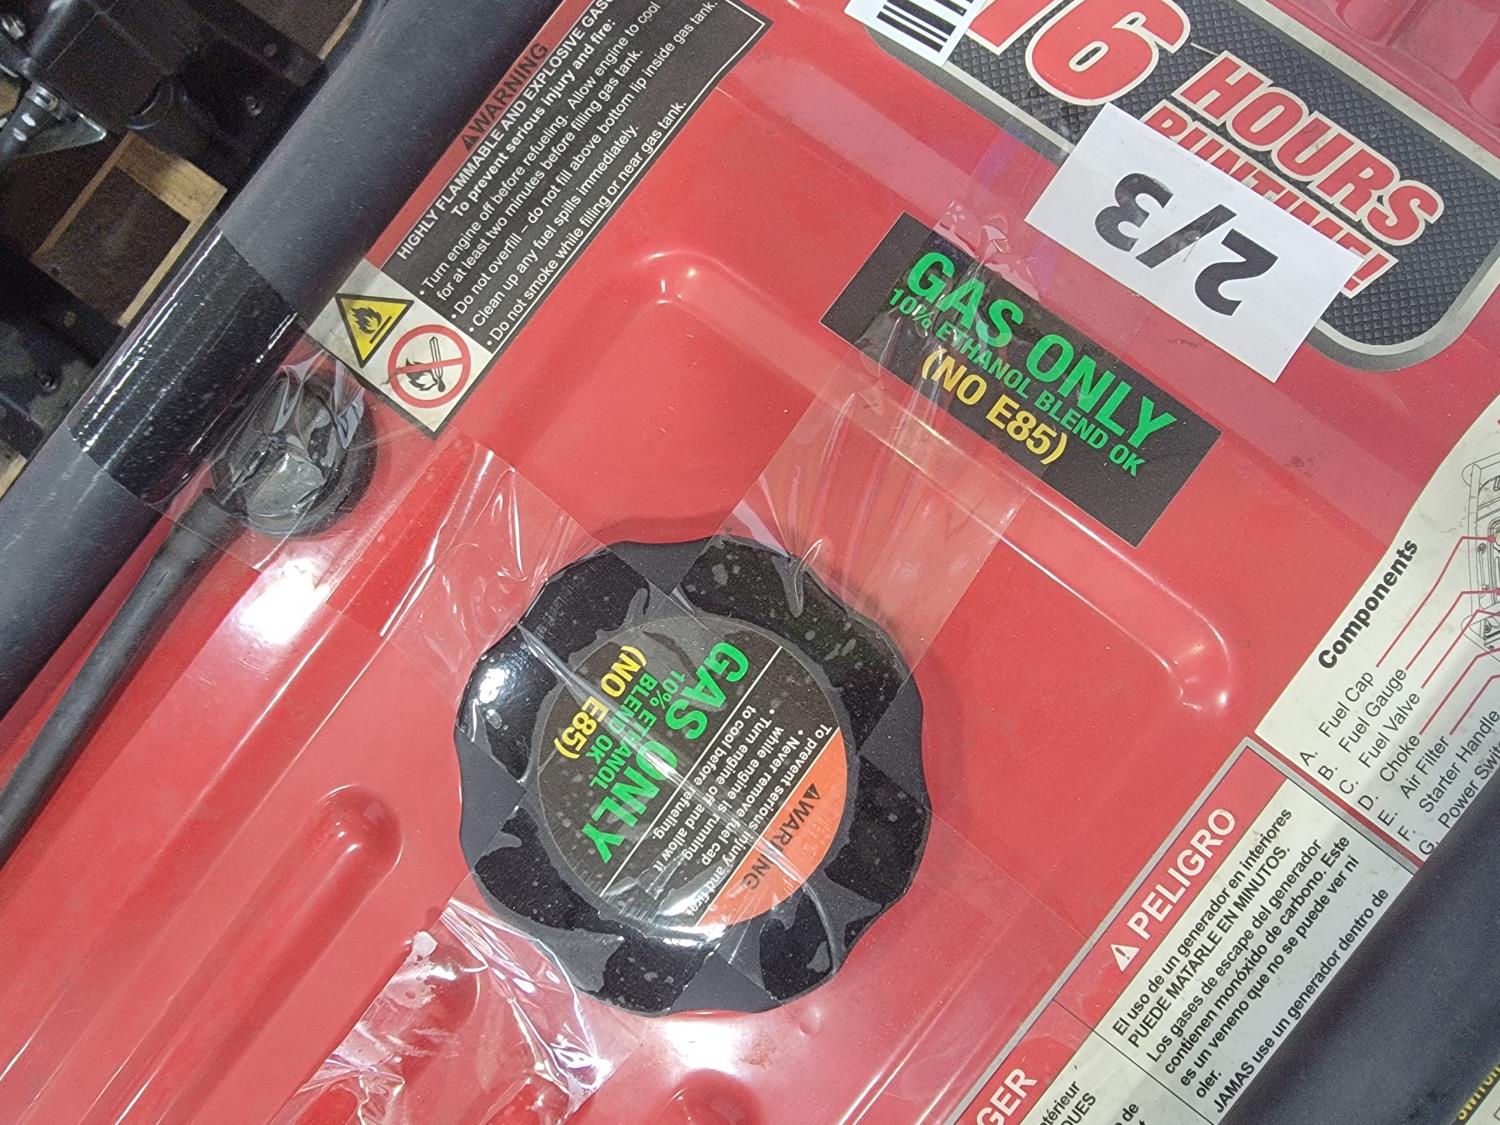 ⚠WARNING
HIGHLY FLAMMABLE AND EXPLOSIVE GAS
To prevent serious injury and fire:
• Turn engine off before refueling. Allow engine to cool
for at least two minutes before filling gas tank.
• Do not overfill – do not fill above bottom lip inside gas tank.
• Clean up any fuel spills immediately.
• Do not smoke while filling or near gas tank.
16
HOURS
RUNTIME!
2/3
GAS ONLY
10% ETHANOL BLEND OK
(NO E85)
GAS ONLY
10% ETHANOL
BLEND OK
(NO E85)
⚠WARNING
To prevent serious injury and fire:
• Never remove fuel cap
while engine is running.
• Turn engine off and allow it
to cool before refueling.
Components
A. Fuel Cap
B. Fuel Gauge
C. Fuel Valve
D. Choke
E. Air Filter
F. Starter Handle
G. Power Swit
⚠ PELIGRO
El uso de un generador en interiores
PUEDE MATARLE EN MINUTOS.
Los gases de escape del generador
contienen monóxido de carbono. Este
es un veneno que no se puede ver ni
oler.
JAMAS use un generador dentro de
GER
térieur
QUES
de